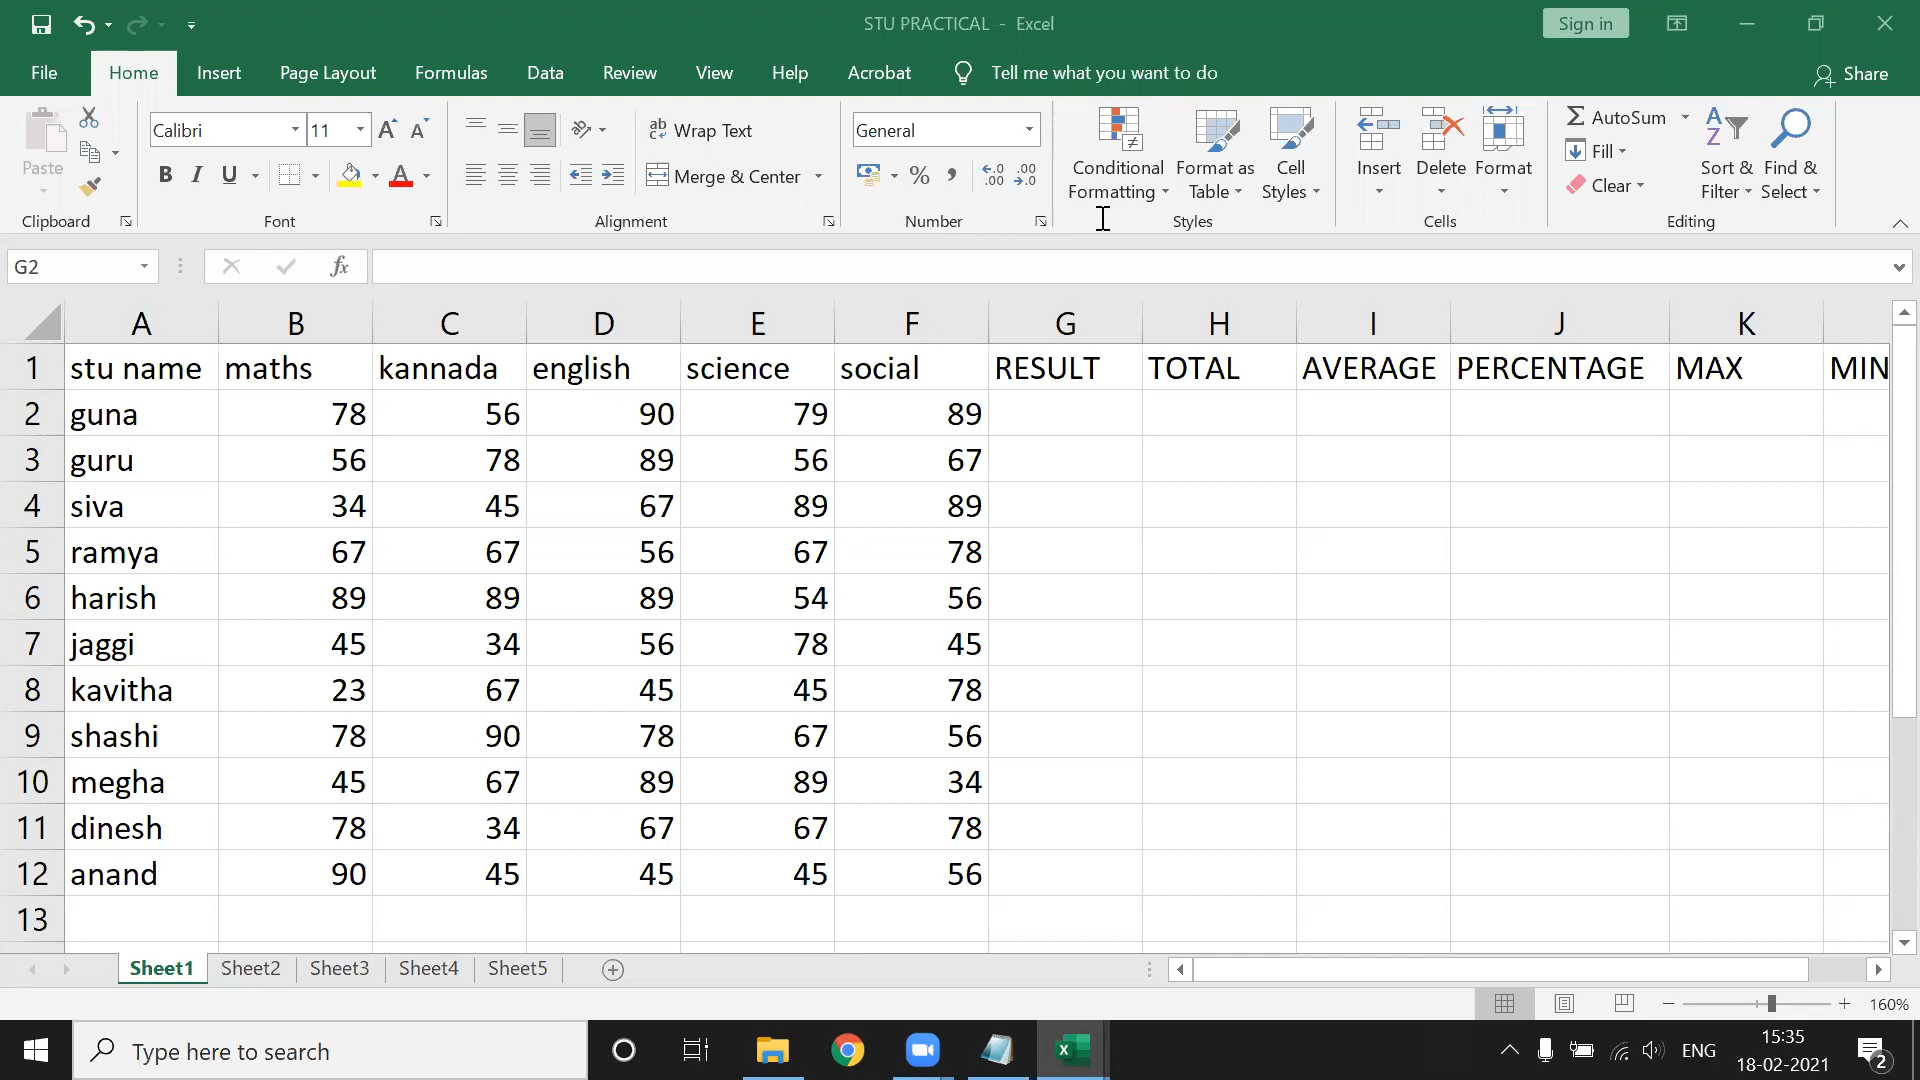 STU PRACTICAL - Excel
Sign in
File Home Insert Page Layout Formulas Data Review View Help Acrobat Tell me what you want to do Share
Paste
Calibri 11
B I U
Wrap Text
Merge & Center
General
% ,
Conditional Formatting
Format as Table
Cell Styles
Insert Delete Format
AutoSum
Fill
Clear
Sort & Filter
Find & Select
Clipboard Font Alignment Number Styles Cells Editing
G2 fx
A B C D E F G H I J K
1 stu name maths kannada english science social RESULT TOTAL AVERAGE PERCENTAGE MAX MIN
2 guna 78 56 90 79 89
3 guru 56 78 89 56 67
4 siva 34 45 67 89 89
5 ramya 67 67 56 67 78
6 harish 89 89 89 54 56
7 jaggi 45 34 56 78 45
8 kavitha 23 67 45 45 78
9 shashi 78 90 78 67 56
10 megha 45 67 89 89 34
11 dinesh 78 34 67 67 78
12 anand 90 45 45 45 56
13
Sheet1 Sheet2 Sheet3 Sheet4 Sheet5
160%
Type here to search
ENG
15:35
18-02-2021
2